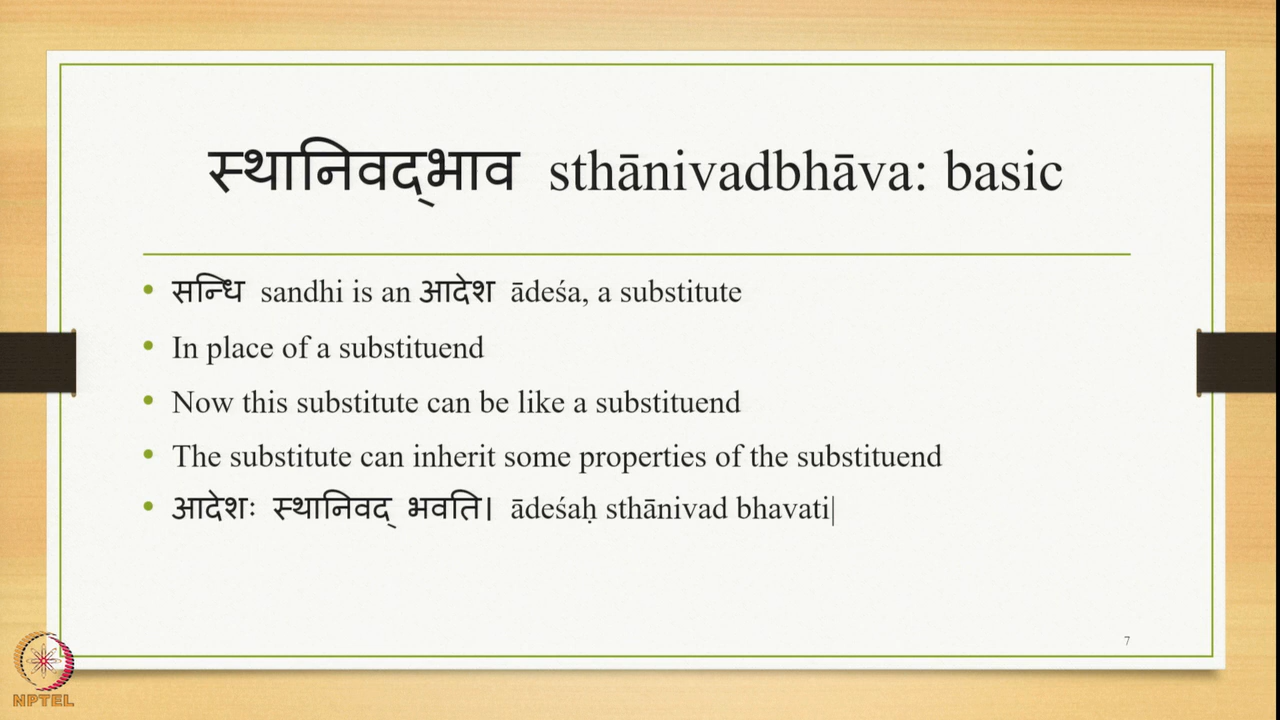 स्थानिवद्‌भाव sthānivadbhāva: basic
• सन्धि sandhi is an आदेश ādeśa, a substitute
• In place of a substituend
• Now this substitute can be like a substituend
• The substitute can inherit some properties of the substituend
• आदेशः स्थानिवद् भवति। ādeśaḥ sthānivad bhavati|
7
NPTEL